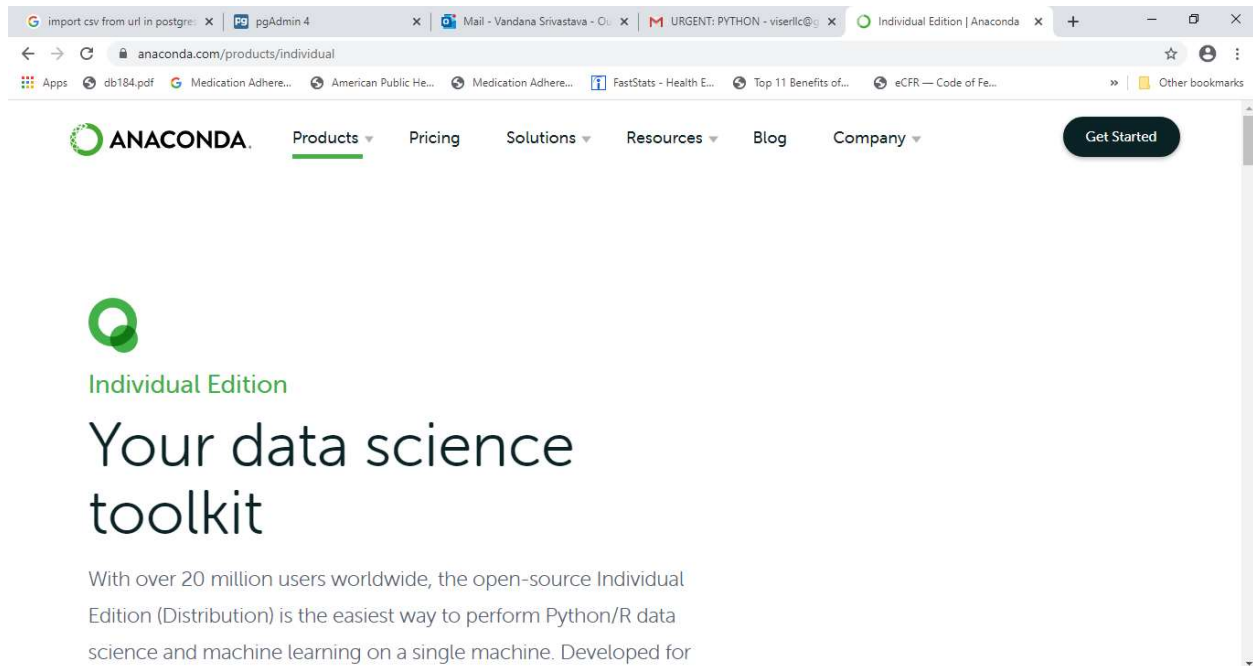 import csv from url in postgre
pgAdmin 4
Mail - Vandana Srivastava - Ou
URGENT: PYTHON - viserllc@g
Individual Edition | Anaconda
anaconda.com/products/individual
Apps
db184.pdf
Medication Adhere...
American Public He...
Medication Adhere...
FastStats - Health E...
Top 11 Benefits of...
eCFR — Code of Fe...
Other bookmarks
ANACONDA.
Products
Pricing
Solutions
Resources
Blog
Company
Get Started
Individual Edition
Your data science
toolkit
With over 20 million users worldwide, the open-source Individual
Edition (Distribution) is the easiest way to perform Python/R data
science and machine learning on a single machine. Developed for